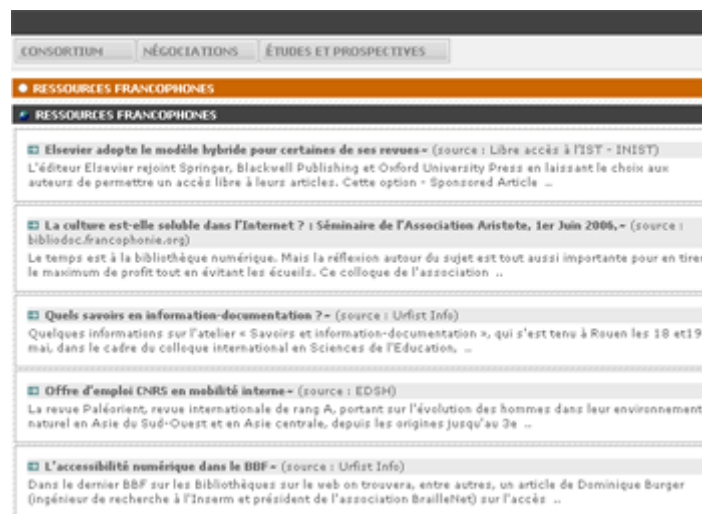 CONSORTIUM NÉGOCIATIONS ÉTUDES ET PROSPECTIVES
RESSOURCES FRANCOPHONES
RESSOURCES FRANCOPHONES
Elsevier adopte le modèle hybride pour certaines de ses revues - (source : Libre accès à l'IST - INIST)
L'éditeur Elsevier rejoint Springer, Blackwell Publishing et Oxford University Press en laissant le choix aux
auteurs de permettre un accès libre à leurs articles. Cette option - Sponsored Article ...
La culture est-elle soluble dans l'Internet ? : Séminaire de l'Association Aristote, 1er Juin 2006. - (source :
bibliodoc.francophonie.org)
Le temps est à la bibliothèque numérique. Mais la réflexion autour du sujet est tout aussi importante pour en tirer
le maximum de profit tout en évitant les écueils. Ce colloque de l'association ..
Quels savoirs en information-documentation ? - (source : Urfist Info)
Quelques informations sur l'atelier « Savoirs et information-documentation », qui s'est tenu à Rouen les 18 et19
mai, dans le cadre du colloque international en Sciences de l'Education, ...
Offre d'emploi CNRS en mobilité interne - (source : EDSH)
La revue Paléorient, revue internationale de rang A, portant sur l'évolution des hommes dans leur environnement
naturel en Asie du Sud-Ouest et en Asie centrale, depuis les origines jusqu'au 3e ...
L'accessibilité numérique dans le BBF - (source : Urfist Info)
Dans le dernier BBF sur les Bibliothèques sur le web on trouvera, entre autres, un article de Dominique Burger
(ingénieur de recherche à l'Inserm et président de l'association BrailleNet) sur l'accès ..